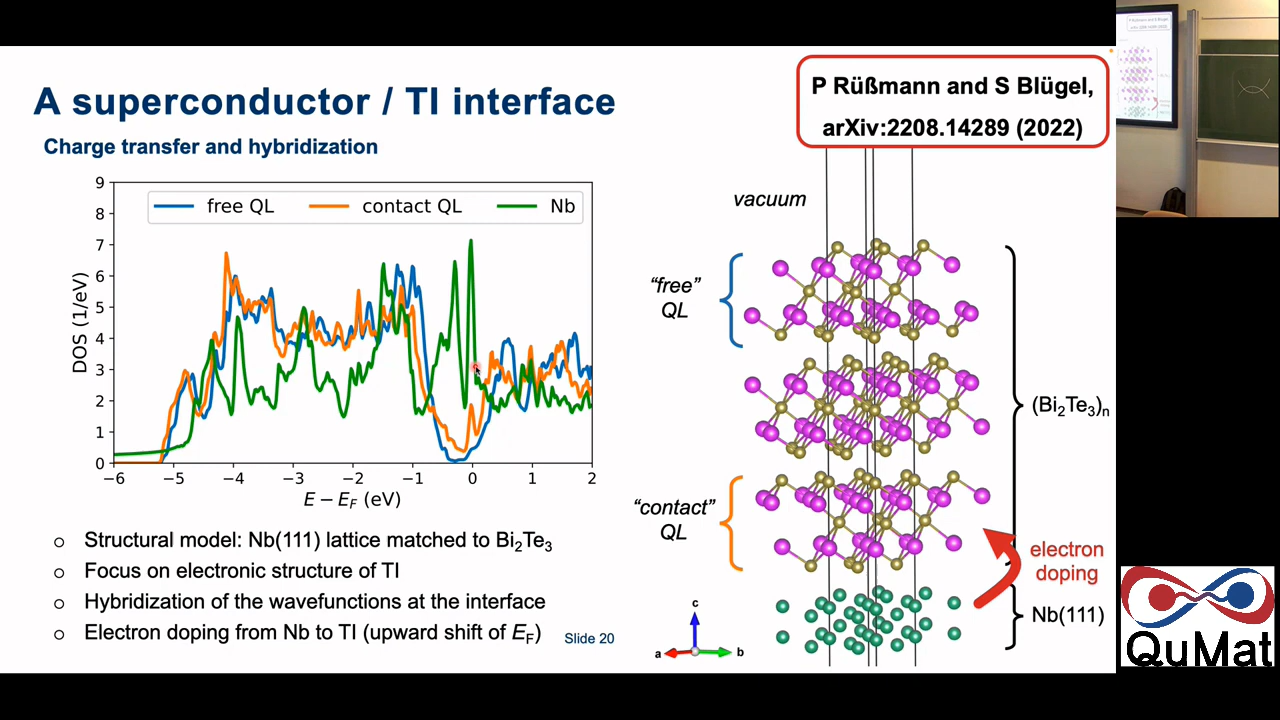 A superconductor / TI interface
Charge transfer and hybridization
P Rüßmann and S Blügel,
arXiv:2208.14289 (2022)
free QL
contact QL
Nb
9
8
7
6
5
4
3
2
1
0
DOS (1/eV)
−6
−5
−4
−3
−2
−1
0
1
2
E − E_F (eV)
o Structural model: Nb(111) lattice matched to Bi₂Te₃
o Focus on electronic structure of TI
o Hybridization of the wavefunctions at the interface
o Electron doping from Nb to TI (upward shift of E_F)
Slide 20
vacuum
“free”
QL
(Bi₂Te₃)ₙ
“contact”
QL
electron
doping
Nb(111)
c
a
b
QuMat